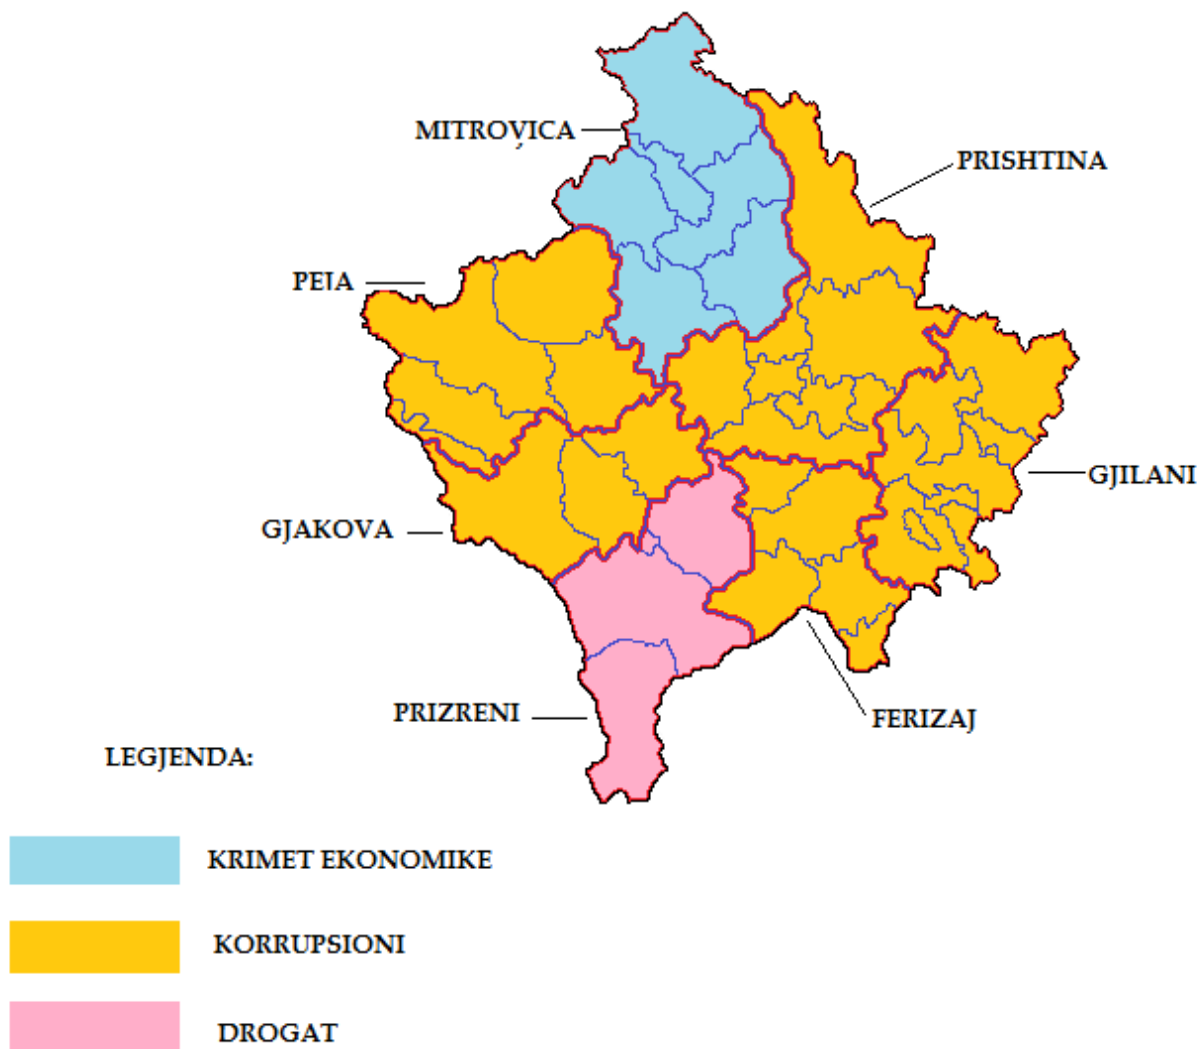 MITROVICA
PRISHTINA
PEJA
GJILANI
GJAKOVA
PRIZRENI
FERIZAJ
LEGJENDA:
KRIMET EKONOMIKE
KORRUPSIONI
DROGAT